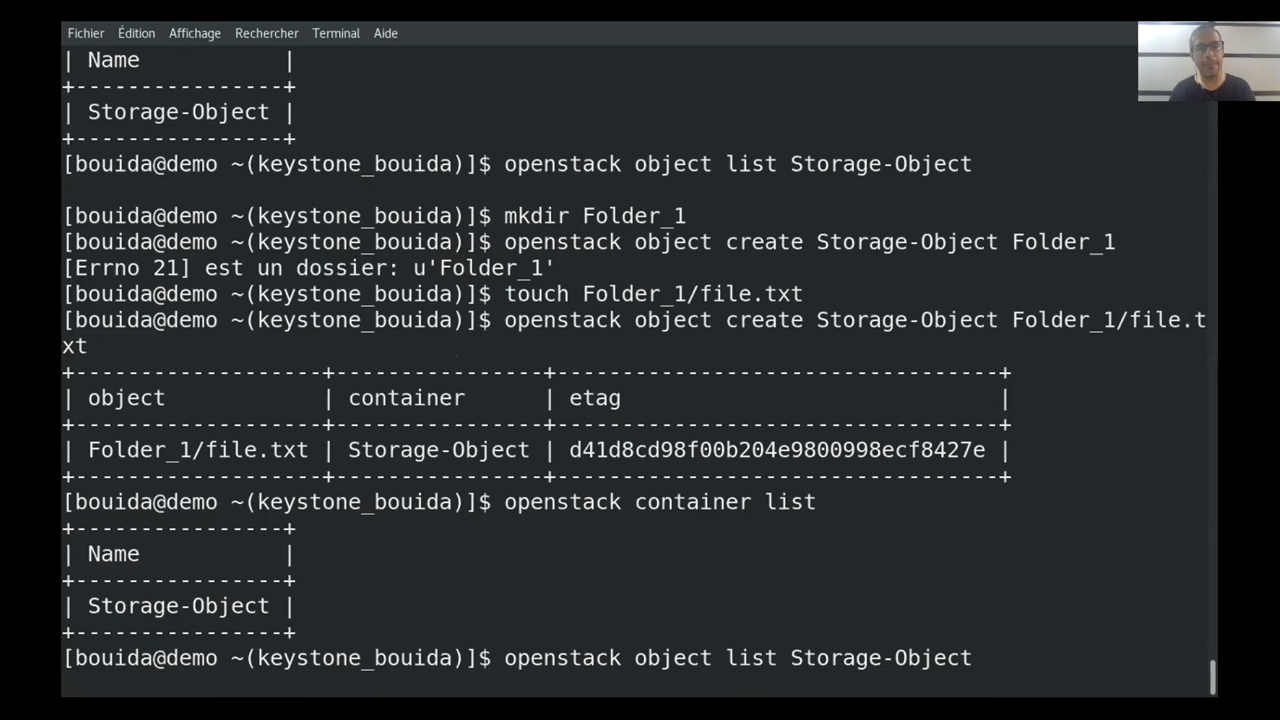 Fichier Édition Affichage Rechercher Terminal Aide
| Name           |
+----------------+
| Storage-Object |
+----------------+
[bouida@demo ~(keystone_bouida)]$ openstack object list Storage-Object
[bouida@demo ~(keystone_bouida)]$ mkdir Folder_1
[bouida@demo ~(keystone_bouida)]$ openstack object create Storage-Object Folder_1
[Errno 21] est un dossier: u'Folder_1'
[bouida@demo ~(keystone_bouida)]$ touch Folder_1/file.txt
[bouida@demo ~(keystone_bouida)]$ openstack object create Storage-Object Folder_1/file.t
xt
+-------------------+----------------+----------------------------------+
| object            | container      | etag                             |
+-------------------+----------------+----------------------------------+
| Folder_1/file.txt | Storage-Object | d41d8cd98f00b204e9800998ecf8427e |
+-------------------+----------------+----------------------------------+
[bouida@demo ~(keystone_bouida)]$ openstack container list
+----------------+
| Name           |
+----------------+
| Storage-Object |
+----------------+
[bouida@demo ~(keystone_bouida)]$ openstack object list Storage-Object